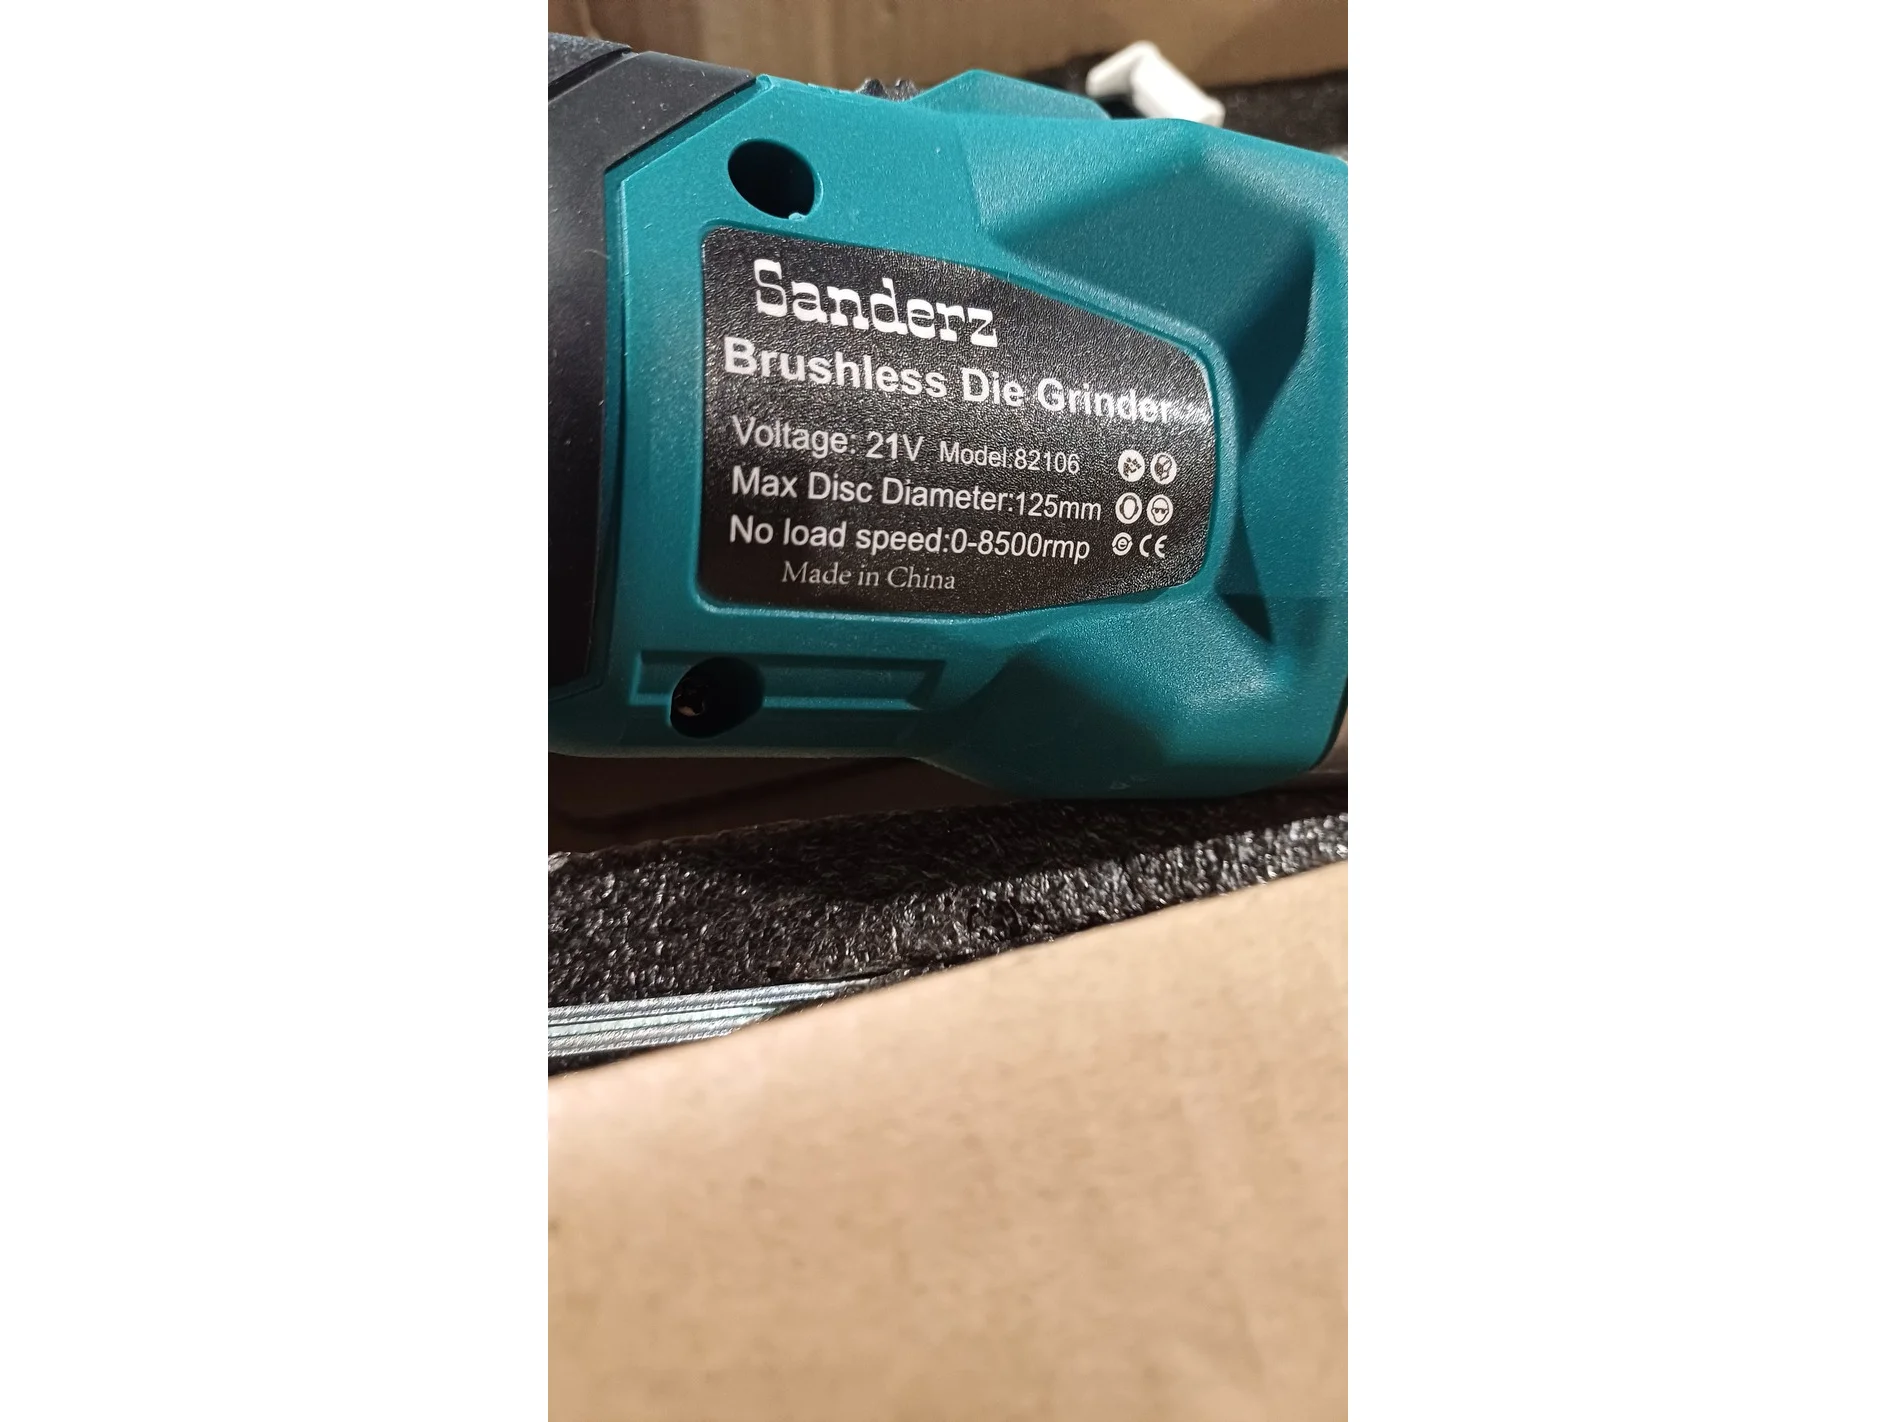 Sanderz
Brushless Die Grinder
Voltage: 21V Model:82106
Max Disc Diameter:125mm
No load speed:0-8500rmp
CE
Made in China